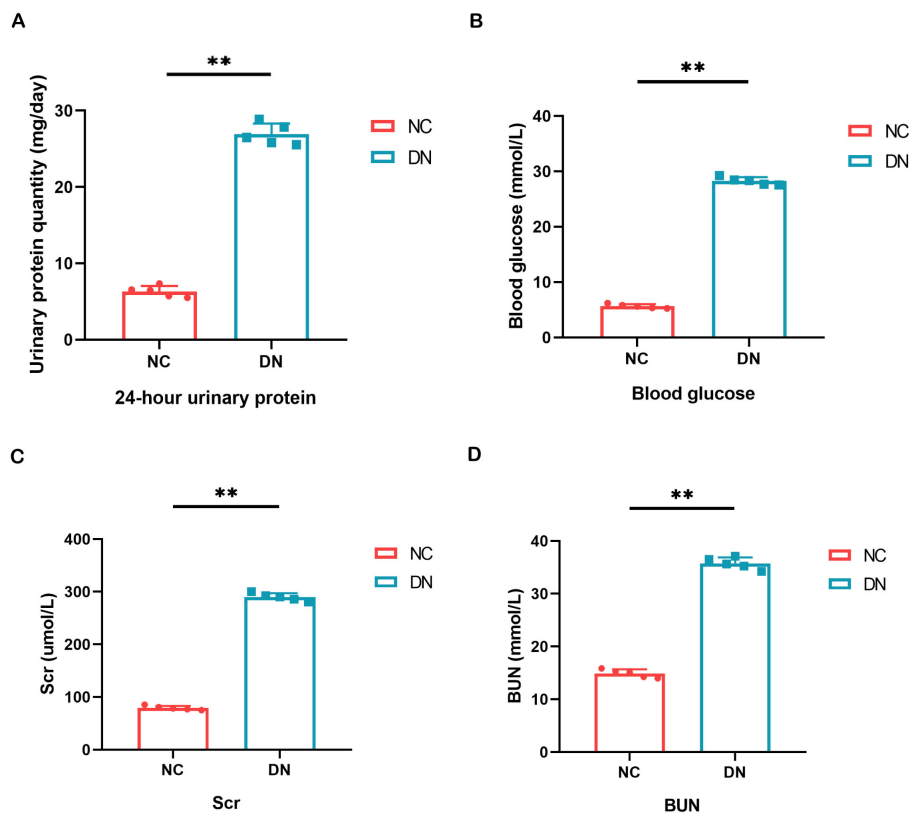 A
**
Urinary protein quantity (mg/day)
30
20
10
0
NC
DN
24-hour urinary protein
NC
DN
B
**
Blood glucose (mmol/L)
40
30
20
10
0
NC
DN
Blood glucose
NC
DN
C
**
Scr (umol/L)
400
300
200
100
0
NC
DN
Scr
NC
DN
D
**
BUN (mmol/L)
40
30
20
10
0
NC
DN
BUN
NC
DN